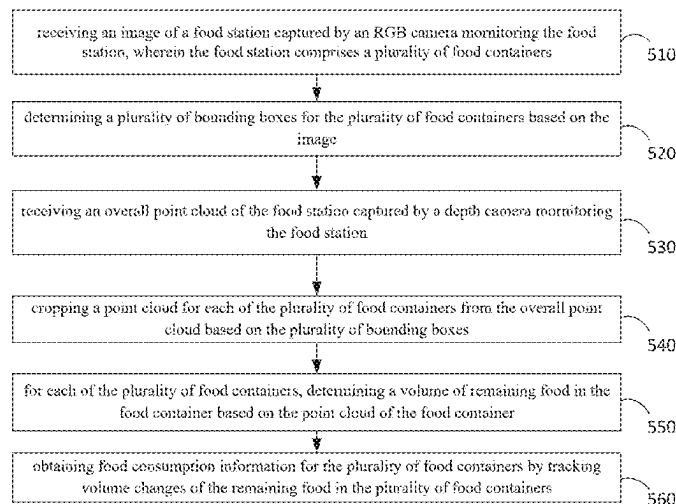 receiving an image of a food station captured by an RGB camera mornitoring the food
station, wherein the food station comprises a plurality of food containers
510
determining a plurality of bounding boxes for the plurality of food containers based on the
image
520
receiving an overall point cloud of the food station captured by a depth camera mornitoring
the food station
530
cropping a point cloud for each of the plurality of food containers from the overall point
cloud based on the plurality of bounding boxes
540
for each of the plurality of food containers, determining a volume of remaining food in the
food container based on the point cloud of the food container
550
obtaining food consumption information for the plurality of food containers by tracking
volume changes of the remaining food in the plurality of food containers
560